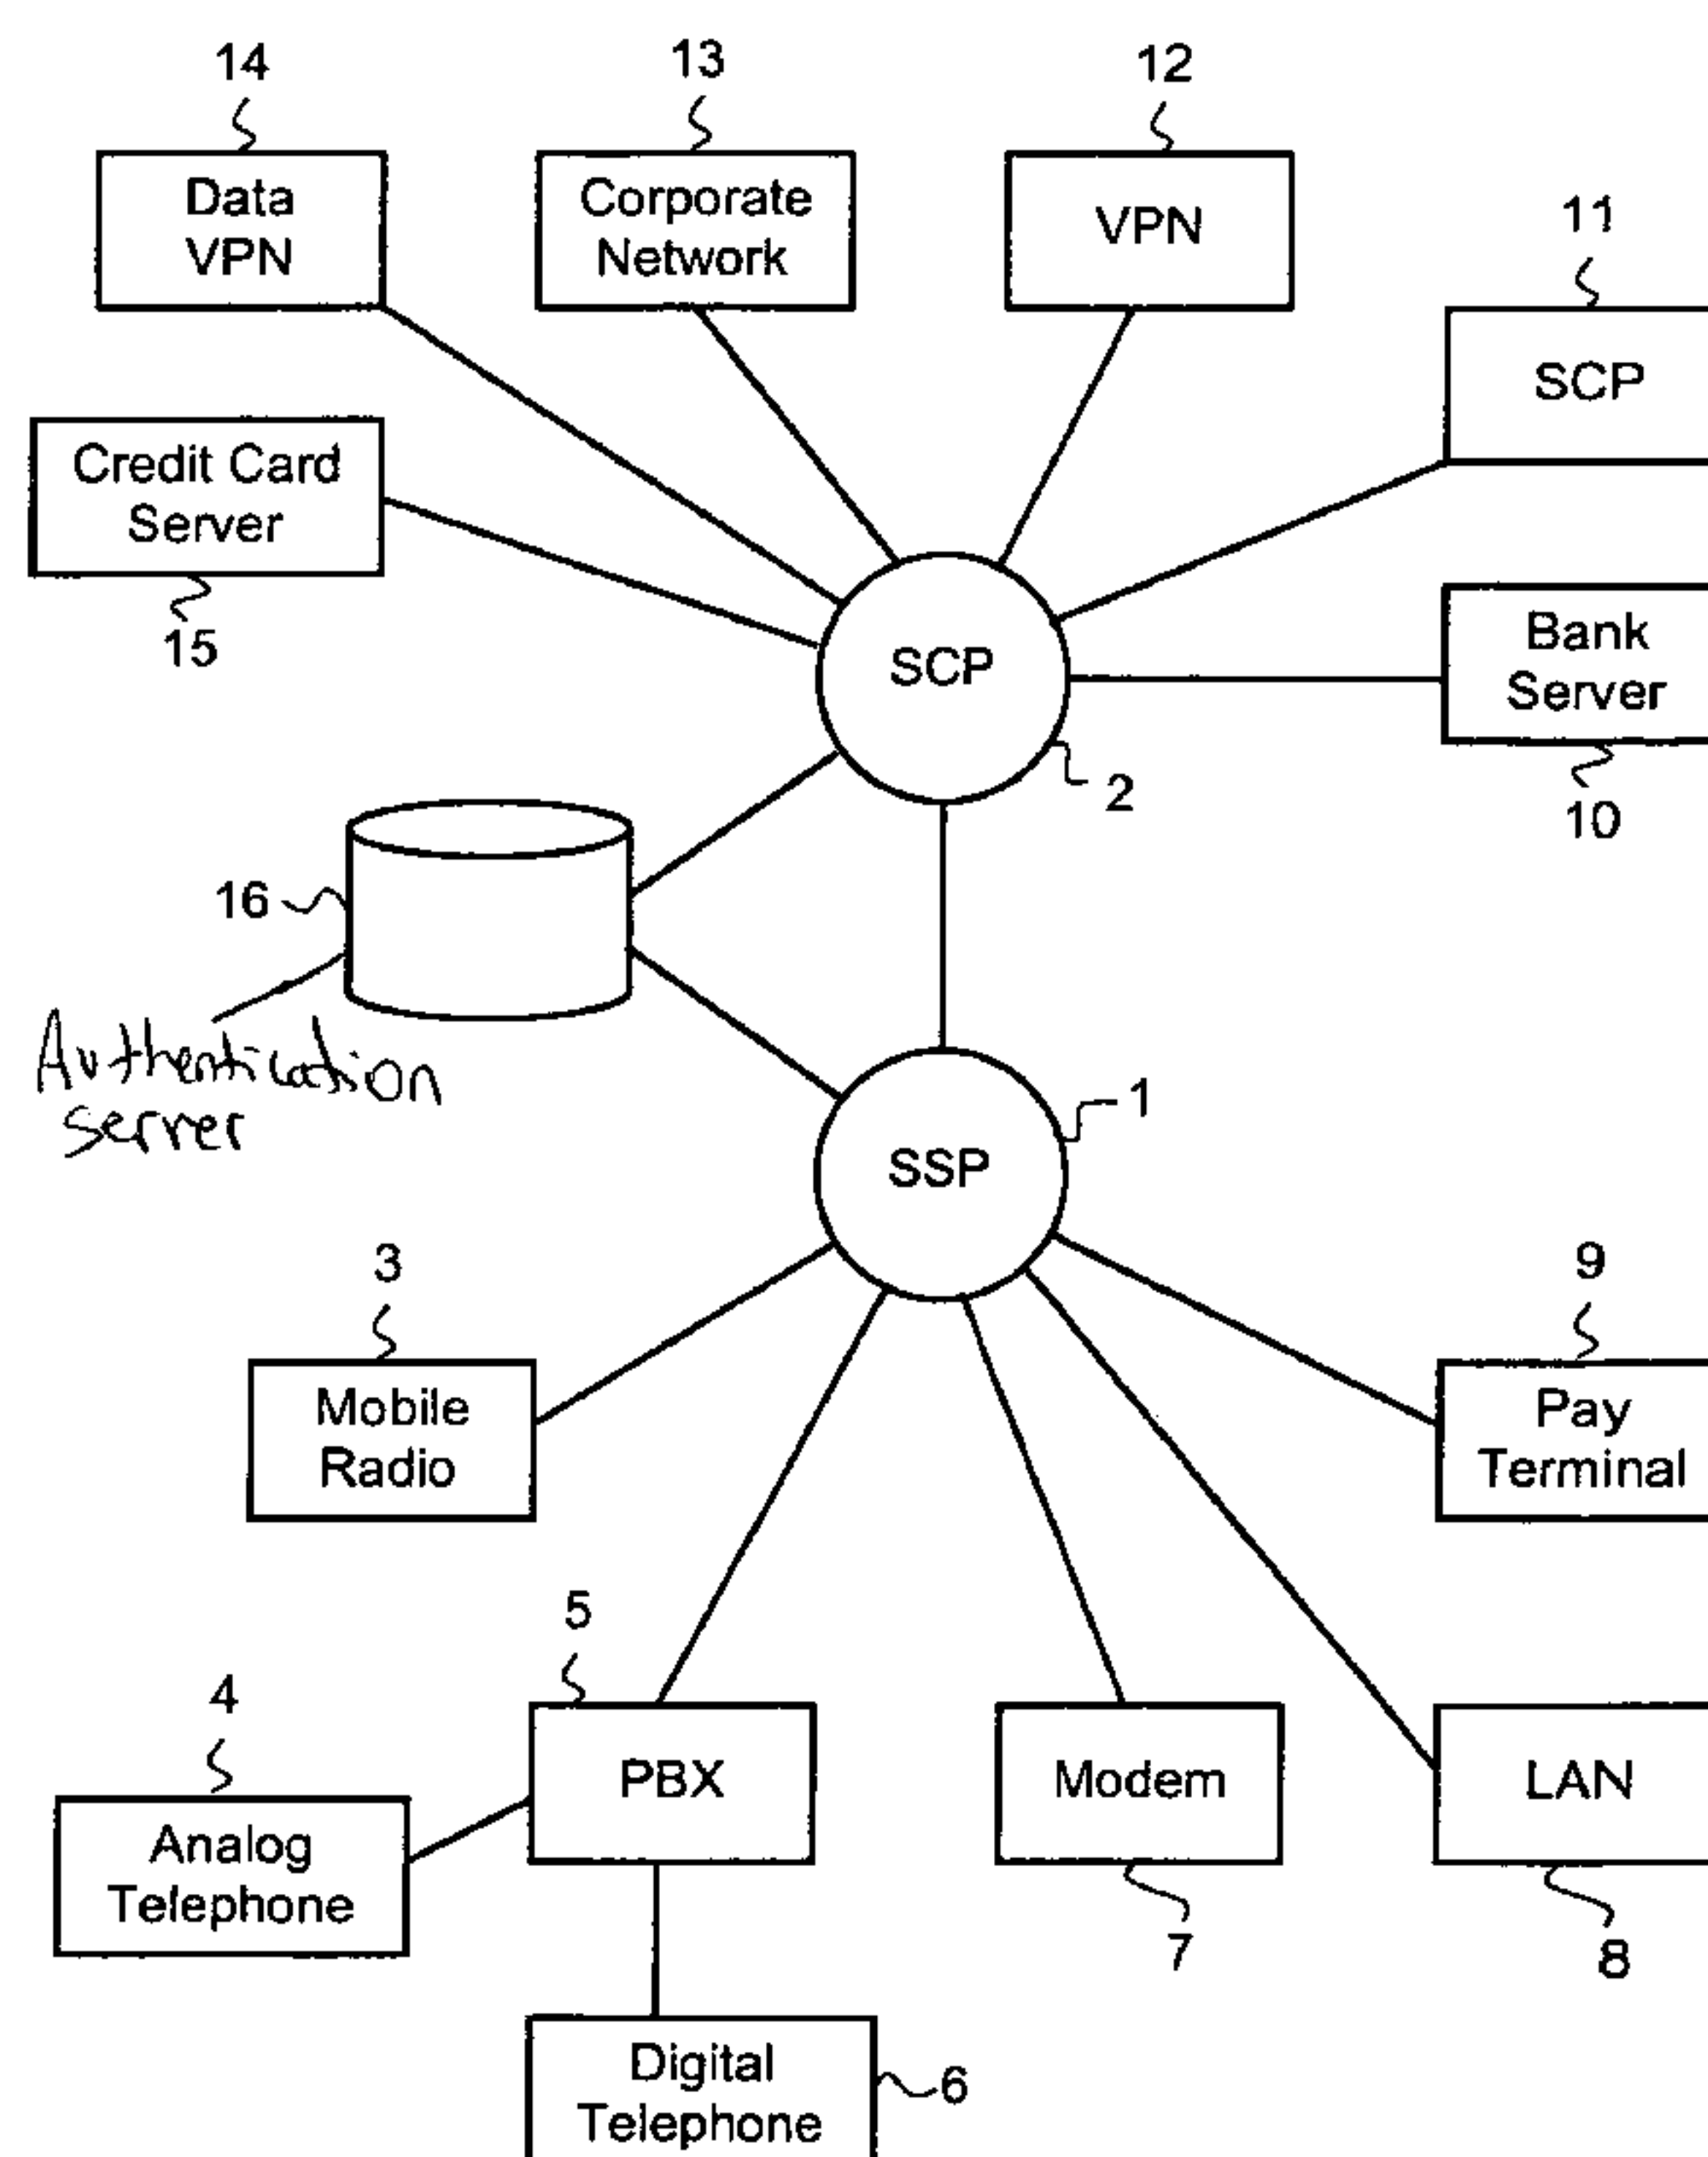 14
13
12
Data
VPN
Corporate
Network
VPN
11
SCP
Credit Card
Server
15
SCP
2
Bank
Server
10
16
Authentication
server
1
SSP
3
Mobile
Radio
9
Pay
Terminal
5
4
PBX
Modem
LAN
Analog
Telephone
7
8
Digital
Telephone
6